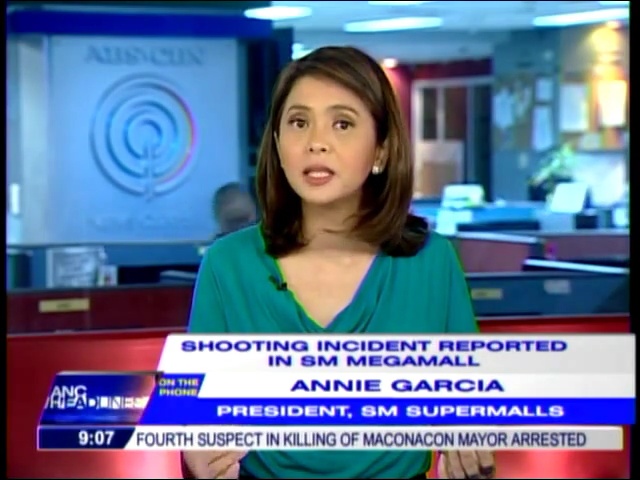 ABS-CBN
SHOOTING INCIDENT REPORTED
IN SM MEGAMALL
ON THE
PHONE
ANNIE GARCIA
PRESIDENT, SM SUPERMALLS
ANC
HEADLINES
9:07
FOURTH SUSPECT IN KILLING OF MACONACON MAYOR ARRESTED